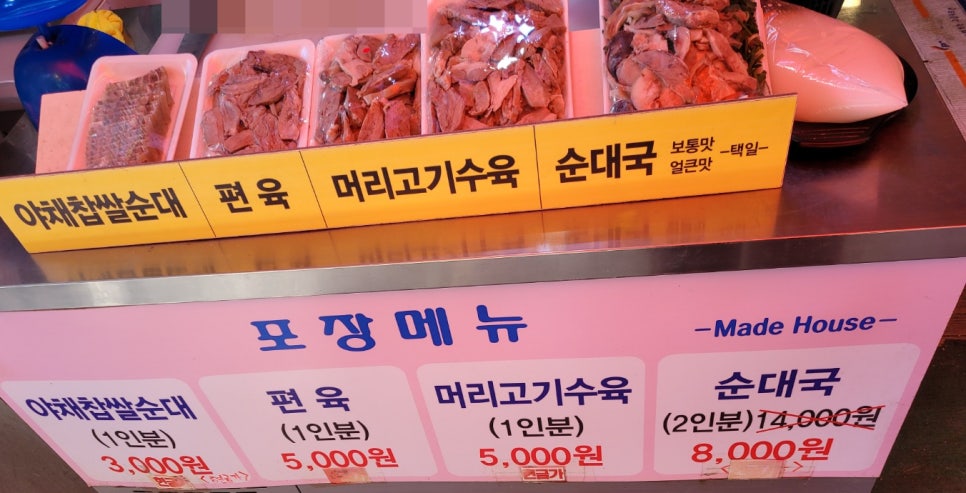 야채찹쌀순대
편육
머리고기수육
순대국
보통맛
얼큰맛
-택일-
포장메뉴
-Made House-
야채찹쌀순대
(1인분)
3,000원
편육
(1인분)
5,000원
머리고기수육
(1인분)
5,000원
현금가
순대국
(2인분) 14,000원
8,000원